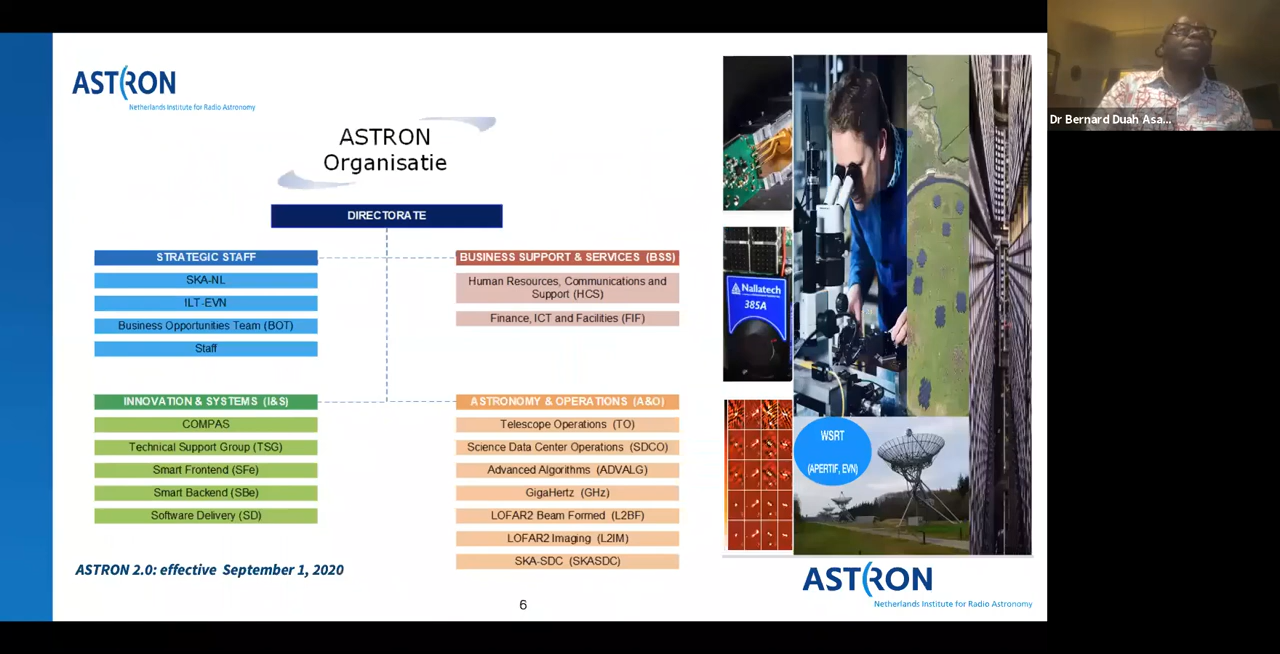 ASTRON
Netherlands Institute for Radio Astronomy
ASTRON
Organisatie
DIRECTORATE
STRATEGIC STAFF
SKA-NL
ILT-EVN
Business Opportunities Team (BOT)
Staff
BUSINESS SUPPORT & SERVICES (BSS)
Human Resources, Communications and
Support (HCS)
Finance, ICT and Facilities (FIF)
INNOVATION & SYSTEMS (I&S)
COMPAS
Technical Support Group (TSG)
Smart Frontend (SFe)
Smart Backend (SBe)
Software Delivery (SD)
ASTRONOMY & OPERATIONS (A&O)
Telescope Operations (TO)
Science Data Center Operations (SDCO)
Advanced Algorithms (ADVALG)
GigaHertz (GHz)
LOFAR2 Beam Formed (L2BF)
LOFAR2 Imaging (L2IM)
SKA-SDC (SKASDC)
ASTRON 2.0: effective September 1, 2020
6
Nallatech
385A
WSRT
(APERTIF, EVN)
ASTRON
Netherlands Institute for Radio Astronomy
Dr Bernard Duah Asa...